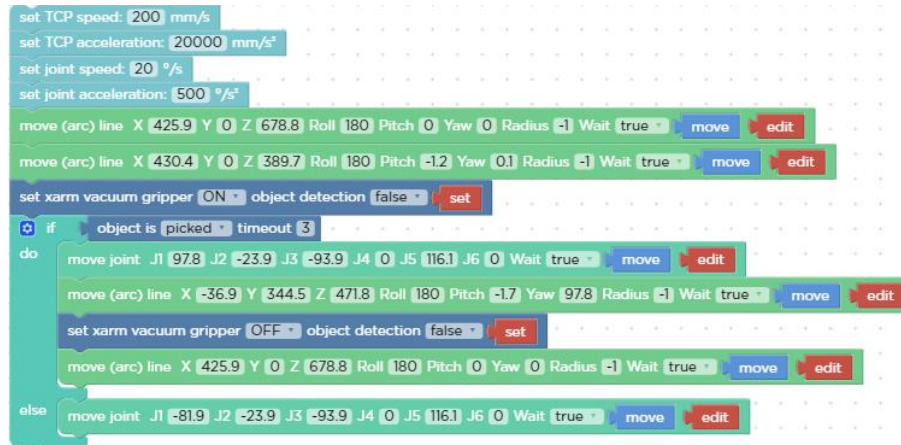 set TCP speed: 200 mm/s
set TCP acceleration: 20000 mm/s²
set joint speed: 20 °/s
set joint acceleration: 500 °/s²
move (arc) line X 425.9 Y 0 Z 678.8 Roll 180 Pitch 0 Yaw 0 Radius -1 Wait true move edit
move (arc) line X 430.4 Y 0 Z 389.7 Roll 180 Pitch -1.2 Yaw 0.1 Radius -1 Wait true move edit
set xarm vacuum gripper ON object detection false set
if object is picked timeout 3
do move joint J1 97.8 J2 -23.9 J3 -93.9 J4 0 J5 116.1 J6 0 Wait true move edit
move (arc) line X -36.9 Y 344.5 Z 471.8 Roll 180 Pitch -1.7 Yaw 97.8 Radius -1 Wait true move edit
set xarm vacuum gripper OFF object detection false set
move (arc) line X 425.9 Y 0 Z 678.8 Roll 180 Pitch 0 Yaw 0 Radius -1 Wait true move edit
else move joint J1 -81.9 J2 -23.9 J3 -93.9 J4 0 J5 116.1 J6 0 Wait true move edit